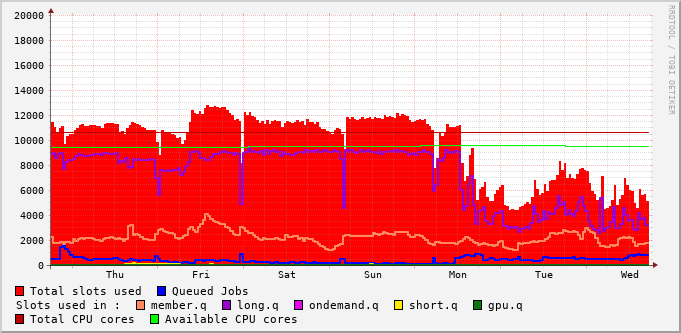 RRDTOOL / TOBI OETIKER
20000
18000
16000
14000
12000
10000
8000
6000
4000
2000
0
Thu Fri Sat Sun Mon Tue Wed
Total slots used Queued Jobs
Slots used in : member.q long.q ondemand.q short.q gpu.q
Total CPU cores Available CPU cores